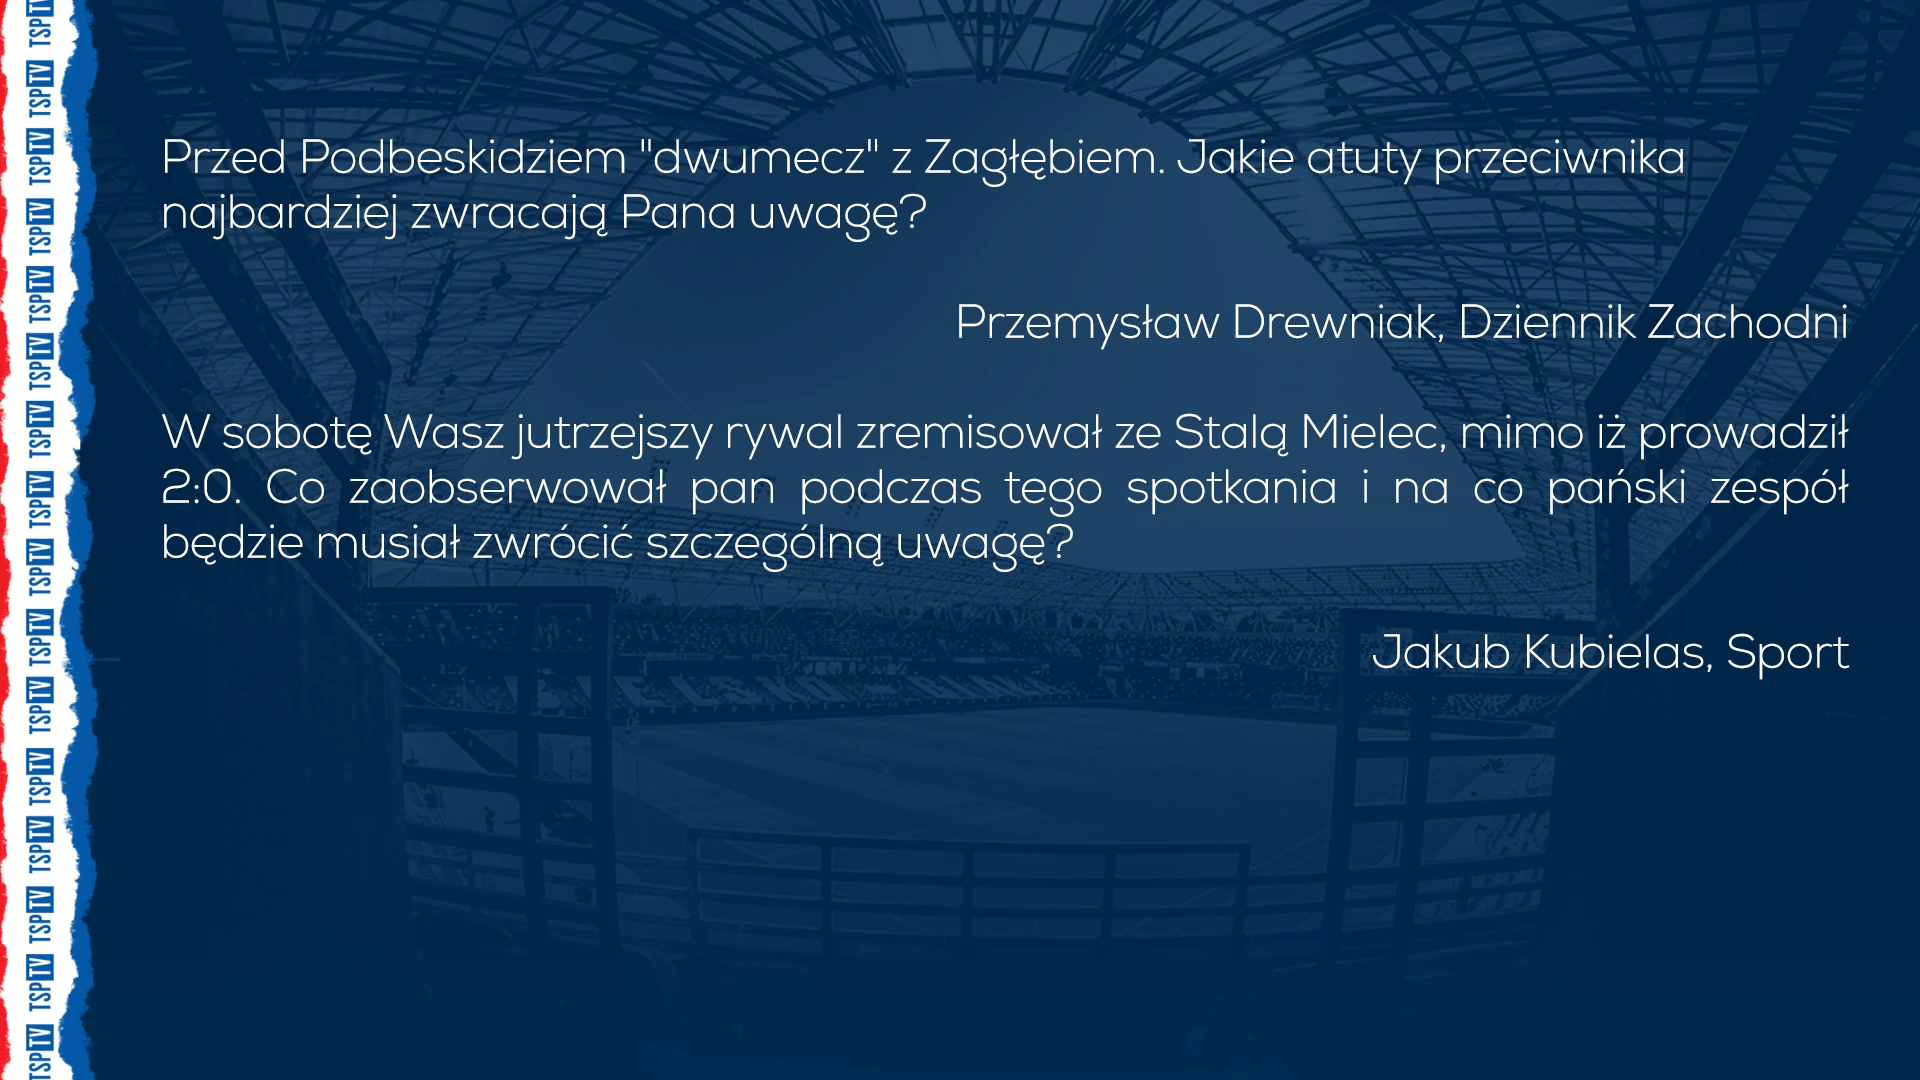 Przed Podbeskidziem "dwumecz" z Zagłębiem. Jakie atuty przeciwnika
najbardziej zwracają Pana uwagę?
Przemysław Drewniak, Dziennik Zachodni
W sobotę Wasz jutrzejszy rywal zremisował ze Stalą Mielec, mimo iż prowadził
2:0. Co zaobserwował pan podczas tego spotkania i na co pański zespół
będzie musiał zwrócić szczególną uwagę?
Jakub Kubielas, Sport
TSPTV TSPTV TSPTV TSPTV TSPTV TSPTV TSPTV TSPTV TSPTV TSPTV TSPTV TSPTV TSPTV TSPTV TSPTV TSPTV